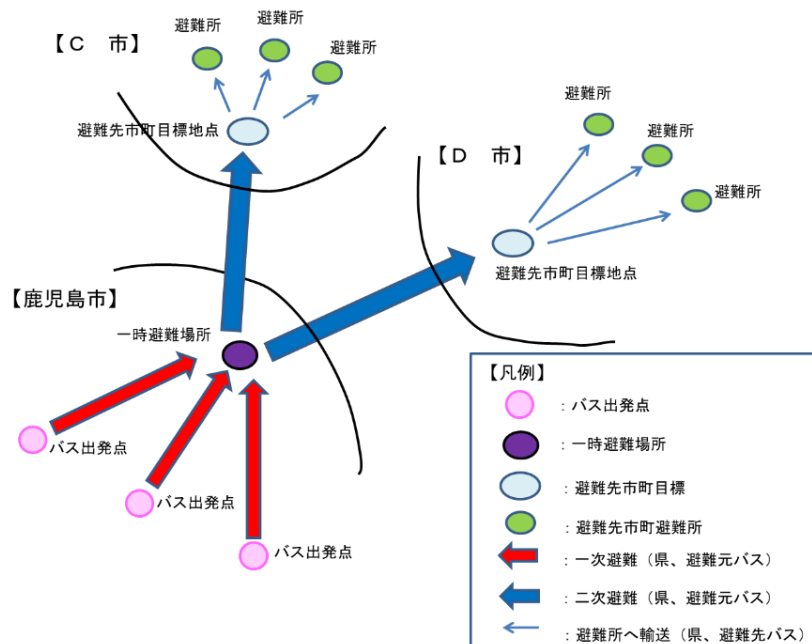 【Ｃ　市】
避難所
避難所
避難所
避難先市町目標地点
【Ｄ　市】
避難所
避難所
避難所
避難先市町目標地点
【鹿児島市】
一時避難場所
バス出発点
バス出発点
バス出発点
【凡例】
：バス出発点
：一時避難場所
：避難先市町目標
：避難先市町避難所
：一次避難（県、避難元バス）
：二次避難（県、避難元バス）
：避難所へ輸送（県、避難先バス）